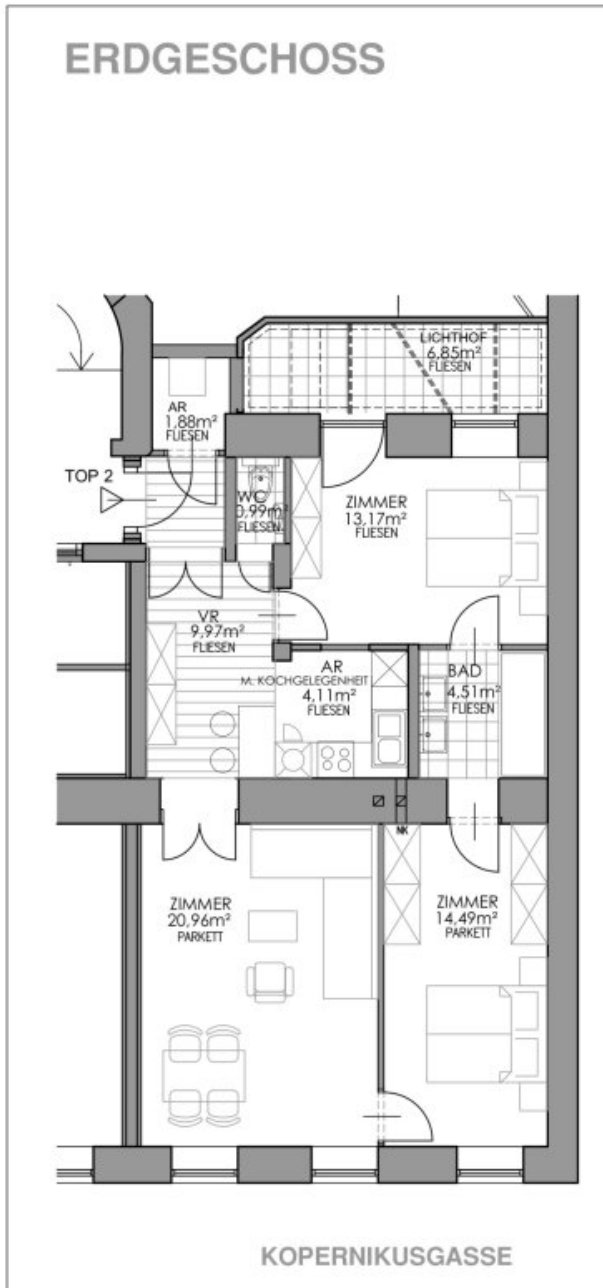 ERDGESCHOSS
LICHTHOF
6,85m²
FLIESEN
AR
1,88m²
FLIESEN
TOP 2
WC
0,99m²
FLIESEN
ZIMMER
13,17m²
FLIESEN
VR
9,97m²
FLIESEN
AR
M. KOCHGELEGENHEIT
4,11m²
FLIESEN
BAD
4,51m²
FLIESEN
NK
ZIMMER
20,96m²
PARKETT
ZIMMER
14,49m²
PARKETT
KOPERNIKUSGASSE